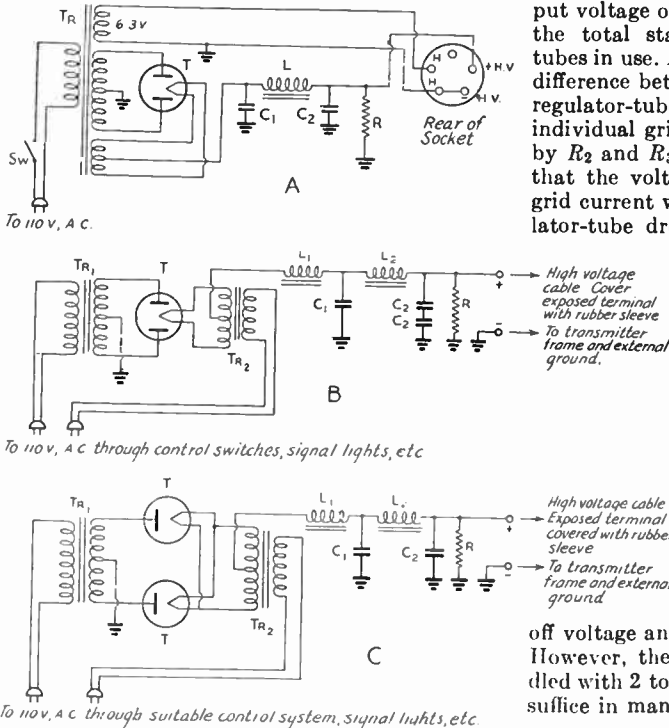 put voltage o
the total sta
tubes in use.
difference bet
regulator-tub
individual gri
by R2 and R3
that the volt
grid current w
lator-tube dr
TR
6 3 V
T
L
C1
C2
R
H
H
H
+H.V.
-H.V.
Rear of
Socket
Sw
A
To 110 V, A C.
TR1
T
TR2
L1
L2
C1
C2
C2
R
+
-
High voltage
cable Cover
exposed terminal
with rubber sleeve
To transmitter
frame and external
ground.
B
To 110 V, A C through control switches, signal lights, etc
TR1
T
T
TR2
L1
L
C1
C2
R
+
-
High voltage cable
Exposed terminal
covered with rubber
sleeve
To transmitter
frame and external
ground
C
To 110 V, A C through suitable control system, signal lights, etc.
off voltage an
However, the
dled with 2 to
suffice in man